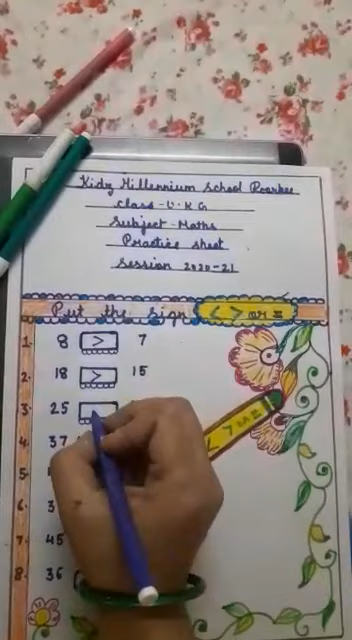 Kidz Millennium School Roorkee
Class - U.K.G
Subject - Maths
Practice sheet
Session 2020-21
Put the sign < > or =
1. 8 > 7
2. 18 > 15
3. 25
4. 37
5.
6. 3
7. 45
8. 36
< > or =